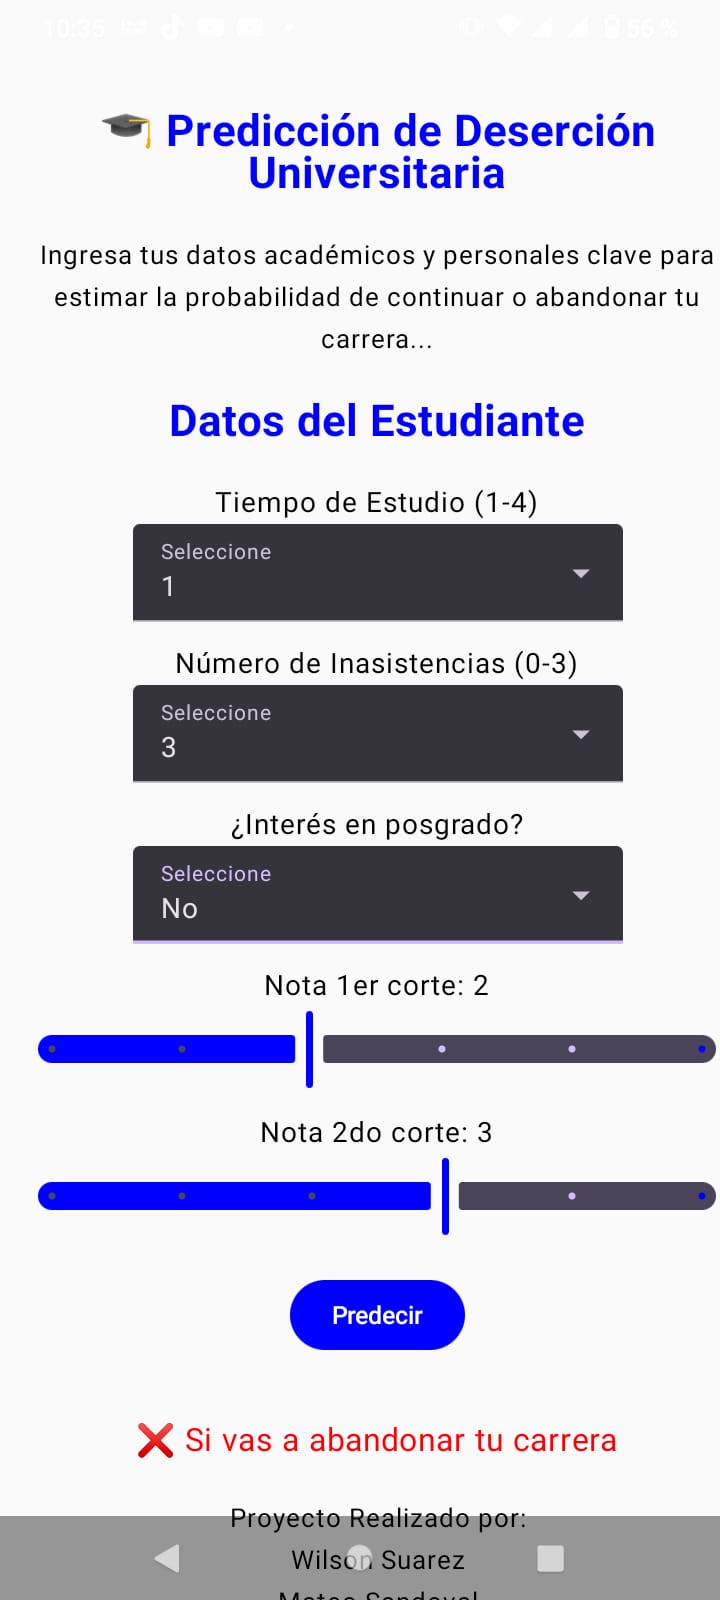 10:35
56 %
🎓 Predicción de Deserción
Universitaria
Ingresa tus datos académicos y personales clave para
estimar la probabilidad de continuar o abandonar tu
carrera...
Datos del Estudiante
Tiempo de Estudio (1-4)
Seleccione
1
Número de Inasistencias (0-3)
Seleccione
3
¿Interés en posgrado?
Seleccione
No
Nota 1er corte: 2
Nota 2do corte: 3
Predecir
❌ Si vas a abandonar tu carrera
Proyecto Realizado por:
Wilson Suarez
Mateo Sandoval